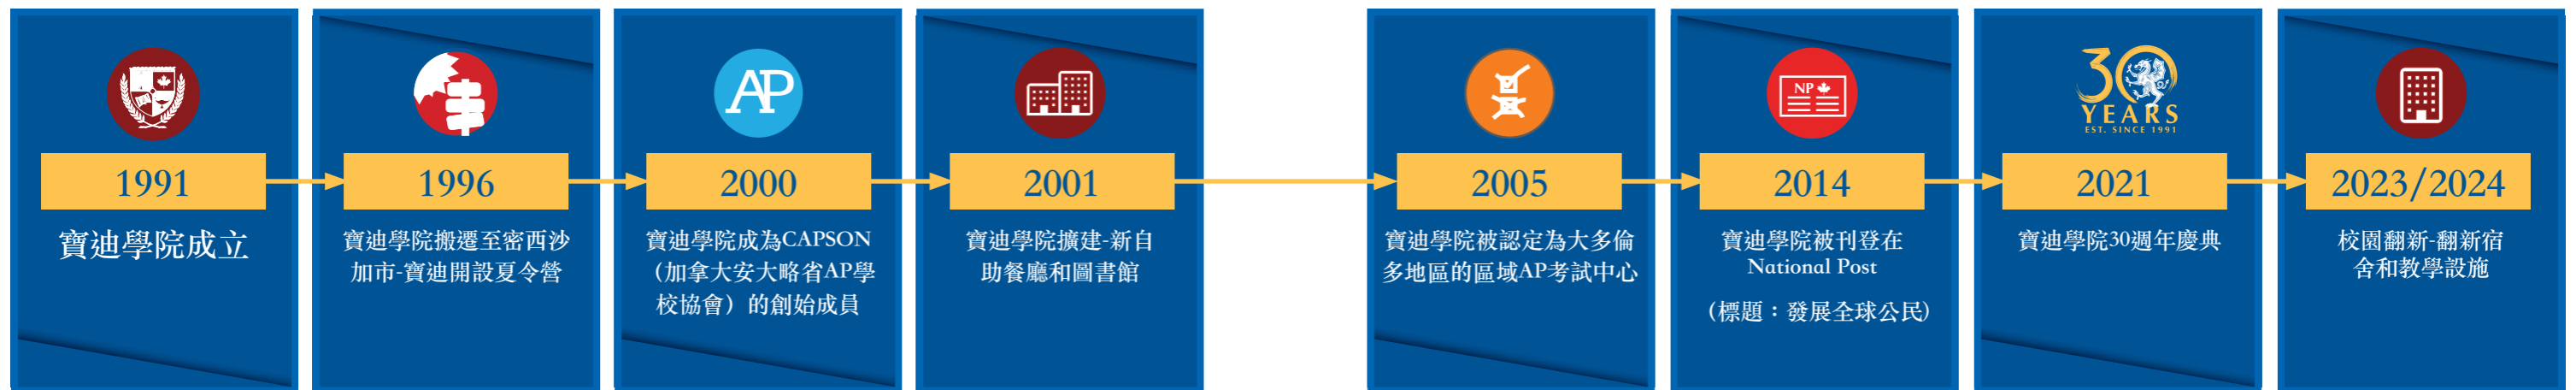 AP
NP
30
YEARS
EST. SINCE 1991
1991
寶迪學院成立
1996
寶迪學院搬遷至密西沙
加市-寶迪開設夏令營
2000
寶迪學院成為CAPSON
（加拿大安大略省AP學
校協會）的創始成員
2001
寶迪學院擴建-新自
助餐廳和圖書館
2005
寶迪學院被認定為大多倫
多地區的區域AP考試中心
2014
寶迪學院被刊登在
National Post
（標題：發展全球公民）
2021
寶迪學院30週年慶典
2023/2024
校園翻新-翻新宿
舍和教學設施